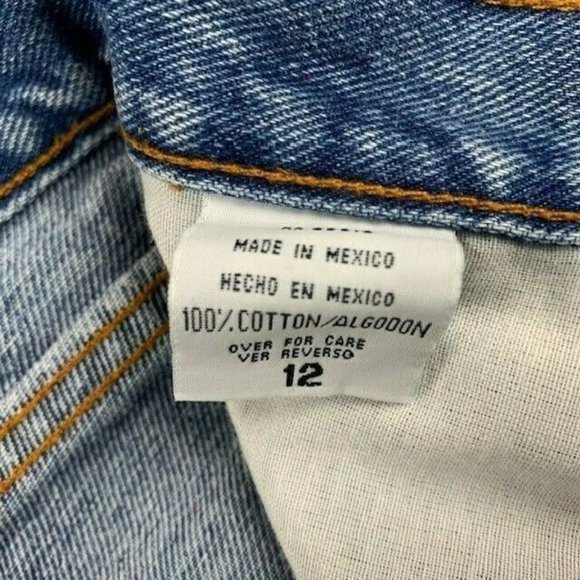 MADE IN MEXICO
HECHO EN MEXICO
100% COTTON/ALGODON
OVER FOR CARE
VER REVERSO
12